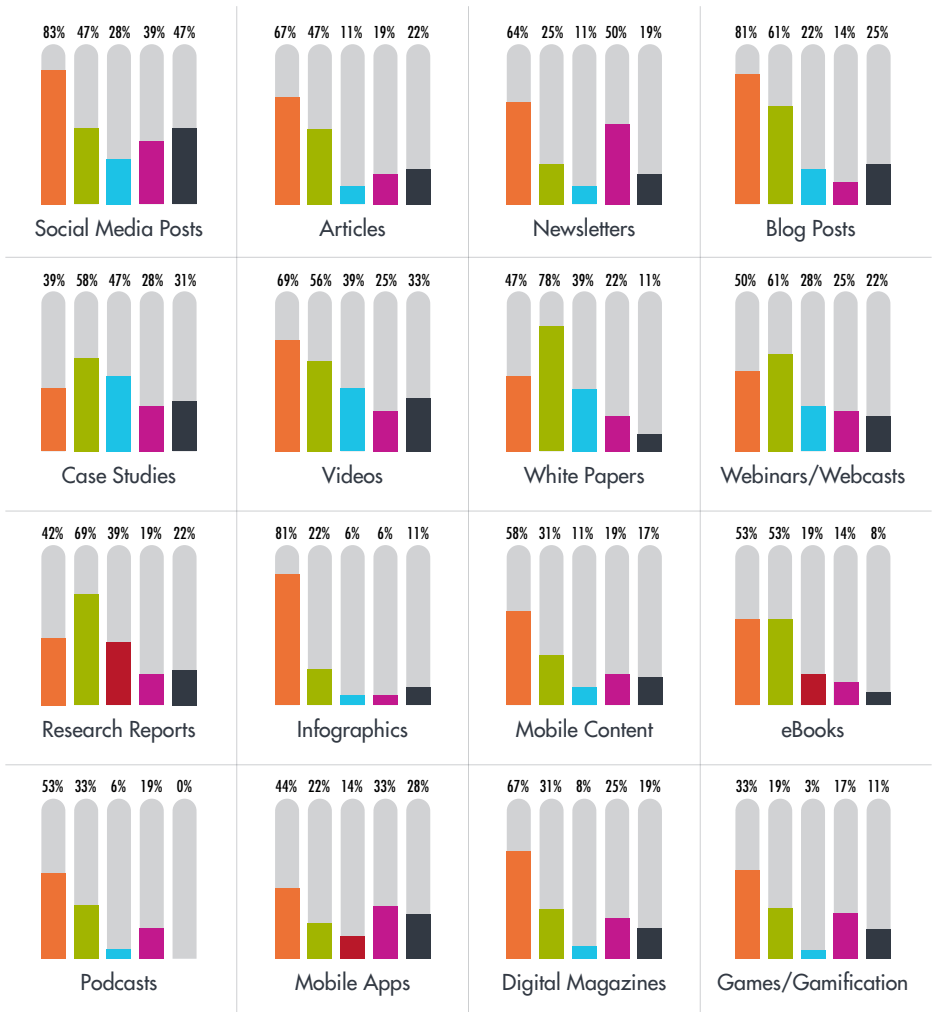 83% 47% 28% 39% 47%
Social Media Posts
67% 47% 11% 19% 22%
Articles
64% 25% 11% 50% 19%
Newsletters
81% 61% 22% 14% 25%
Blog Posts
39% 58% 47% 28% 31%
Case Studies
69% 56% 39% 25% 33%
Videos
47% 78% 39% 22% 11%
White Papers
50% 61% 28% 25% 22%
Webinars/Webcasts
42% 69% 39% 19% 22%
Research Reports
81% 22% 6% 6% 11%
Infographics
58% 31% 11% 19% 17%
Mobile Content
53% 53% 19% 14% 8%
eBooks
53% 33% 6% 19% 0%
Podcasts
44% 22% 14% 33% 28%
Mobile Apps
67% 31% 8% 25% 19%
Digital Magazines
33% 19% 3% 17% 11%
Games/Gamification